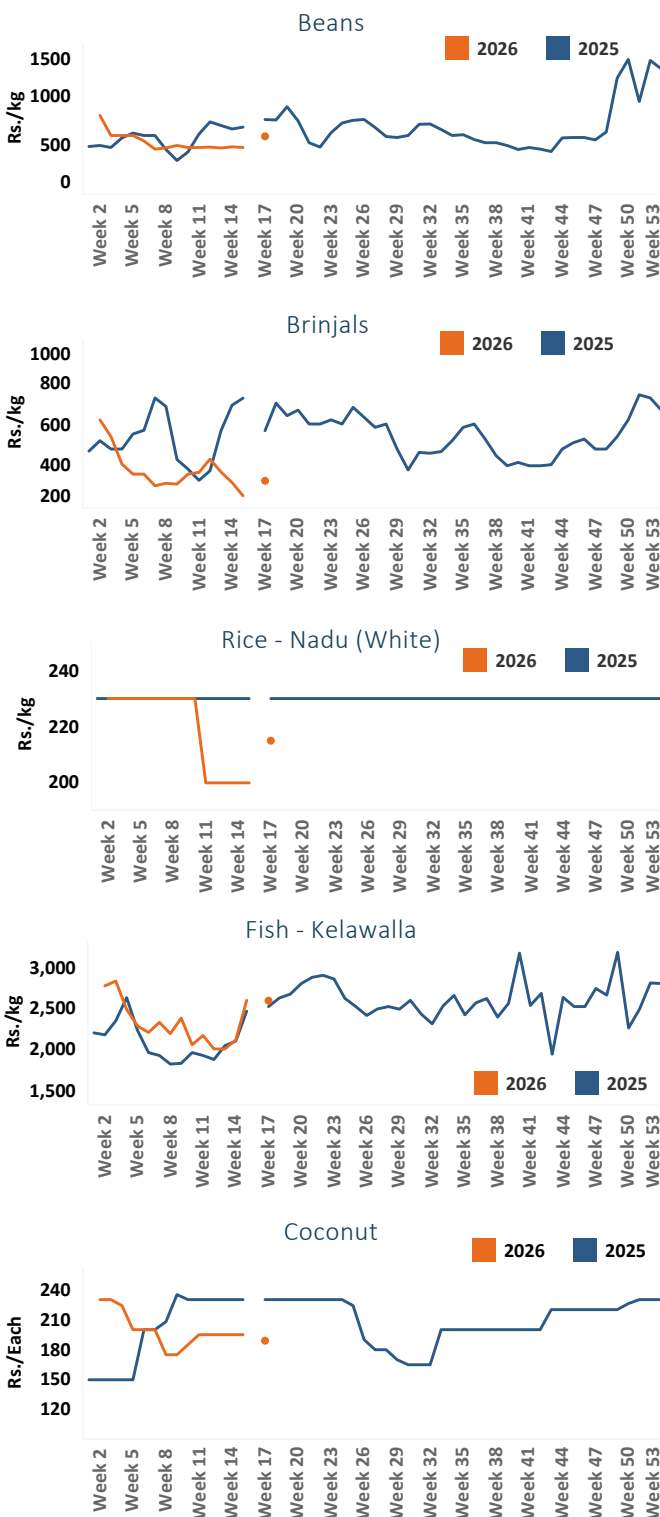 Beans
2026 2025
Rs./kg
1500
1000
500
0
Week 2 Week 5 Week 8 Week 11 Week 14 Week 17 Week 20 Week 23 Week 26 Week 29 Week 32 Week 35 Week 38 Week 41 Week 44 Week 47 Week 50 Week 53
Brinjals
2026 2025
Rs./kg
1000
800
600
400
200
Week 2 Week 5 Week 8 Week 11 Week 14 Week 17 Week 20 Week 23 Week 26 Week 29 Week 32 Week 35 Week 38 Week 41 Week 44 Week 47 Week 50 Week 53
Rice - Nadu (White)
2026 2025
Rs./kg
240
220
200
Week 2 Week 5 Week 8 Week 11 Week 14 Week 17 Week 20 Week 23 Week 26 Week 29 Week 32 Week 35 Week 38 Week 41 Week 44 Week 47 Week 50 Week 53
Fish - Kelawalla
Rs./kg
3,000
2,500
2,000
1,500
2026 2025
Week 2 Week 5 Week 8 Week 11 Week 14 Week 17 Week 20 Week 23 Week 26 Week 29 Week 32 Week 35 Week 38 Week 41 Week 44 Week 47 Week 50 Week 53
Coconut
2026 2025
Rs./Each
240
210
180
150
120
Week 2 Week 5 Week 8 Week 11 Week 14 Week 17 Week 20 Week 23 Week 26 Week 29 Week 32 Week 35 Week 38 Week 41 Week 44 Week 47 Week 50 Week 53